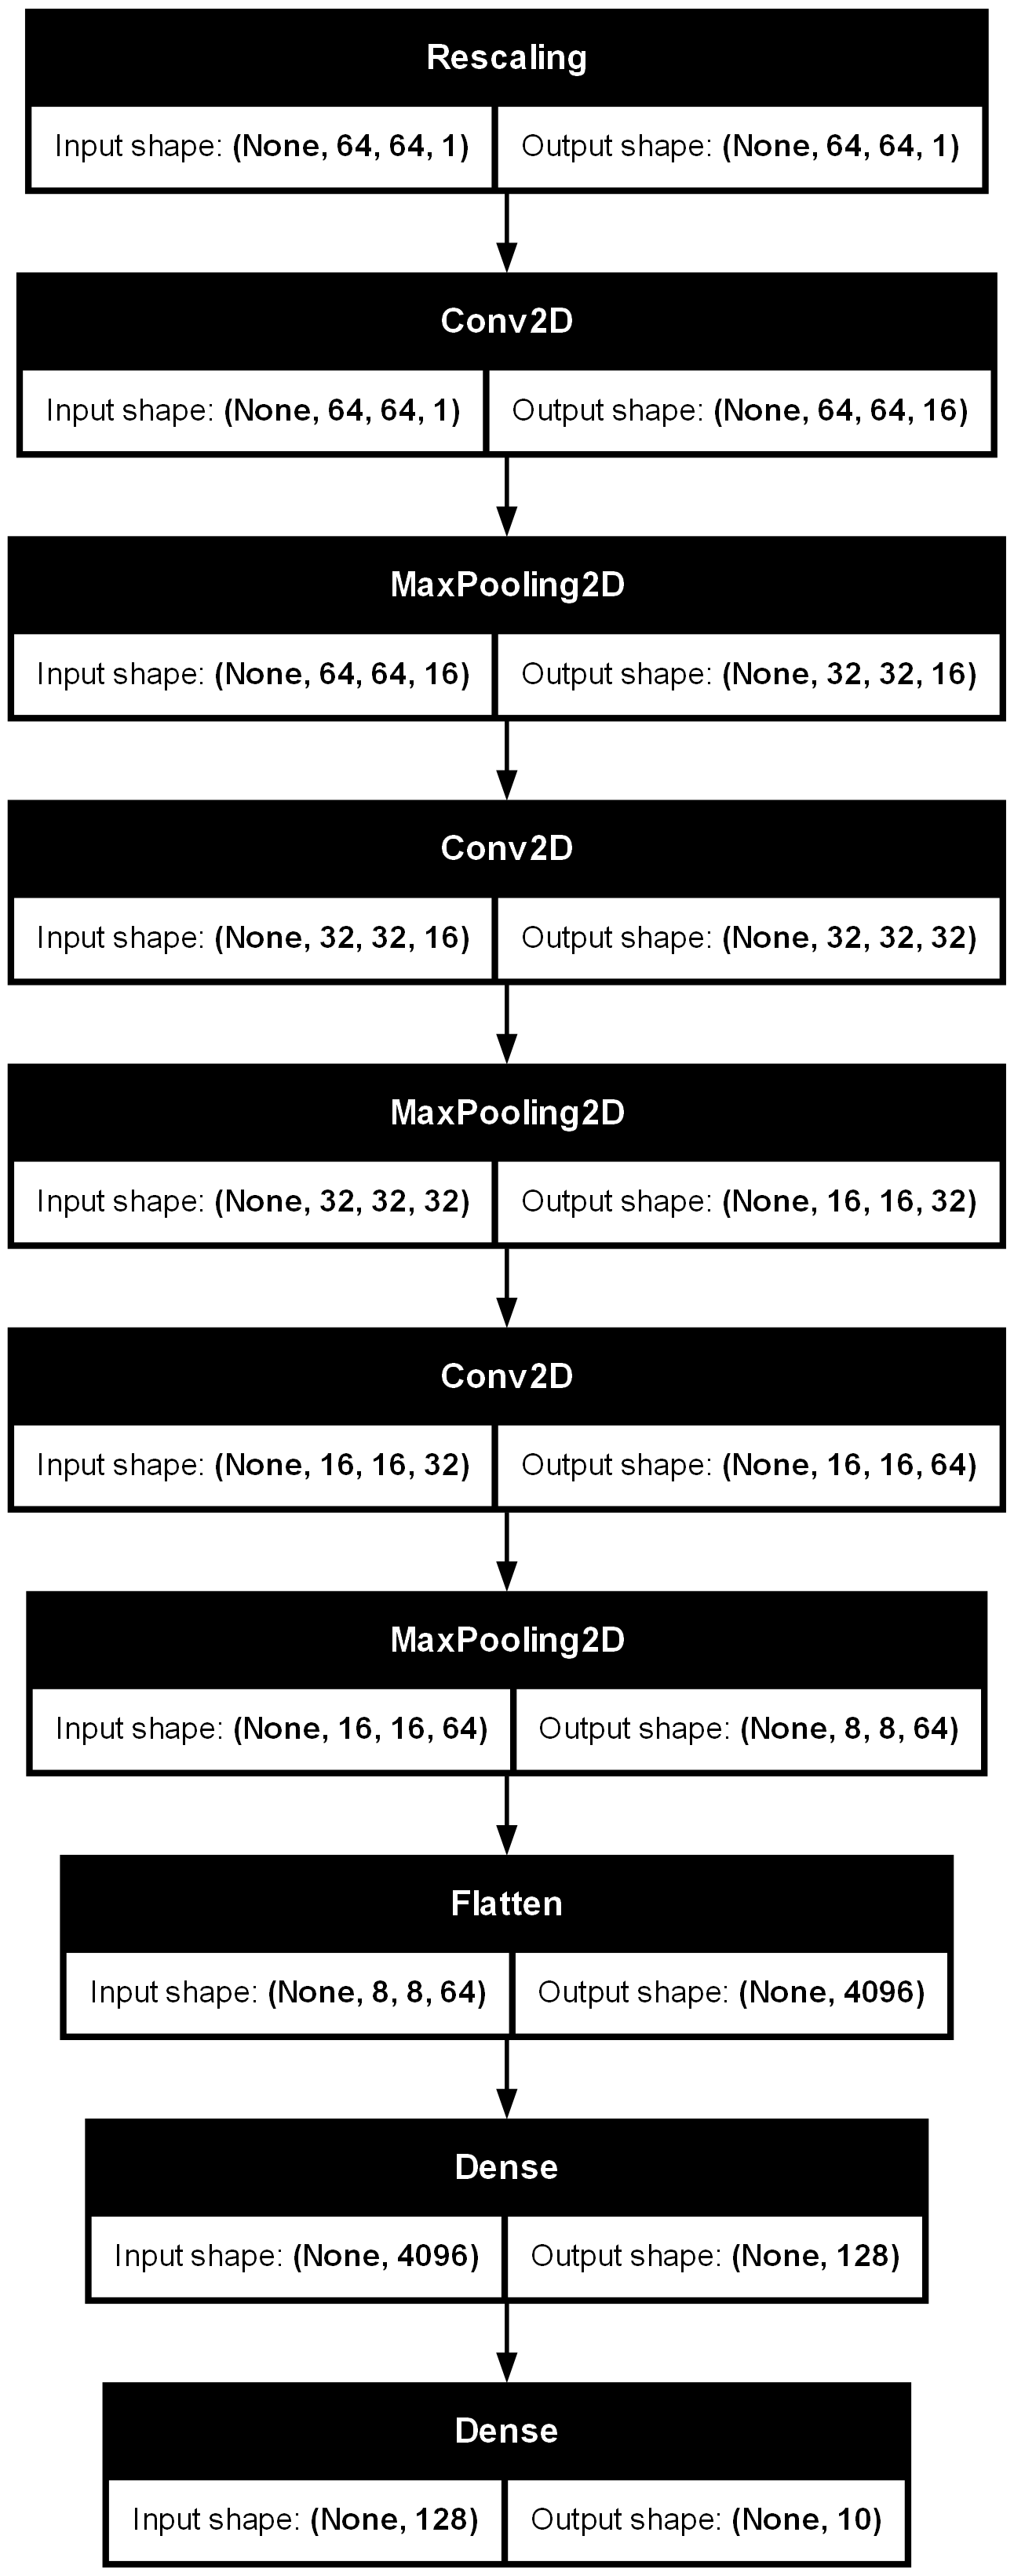 Rescaling
Input shape: (None, 64, 64, 1) Output shape: (None, 64, 64, 1)
Conv2D
Input shape: (None, 64, 64, 1) Output shape: (None, 64, 64, 16)
MaxPooling2D
Input shape: (None, 64, 64, 16) Output shape: (None, 32, 32, 16)
Conv2D
Input shape: (None, 32, 32, 16) Output shape: (None, 32, 32, 32)
MaxPooling2D
Input shape: (None, 32, 32, 32) Output shape: (None, 16, 16, 32)
Conv2D
Input shape: (None, 16, 16, 32) Output shape: (None, 16, 16, 64)
MaxPooling2D
Input shape: (None, 16, 16, 64) Output shape: (None, 8, 8, 64)
Flatten
Input shape: (None, 8, 8, 64) Output shape: (None, 4096)
Dense
Input shape: (None, 4096) Output shape: (None, 128)
Dense
Input shape: (None, 128) Output shape: (None, 10)